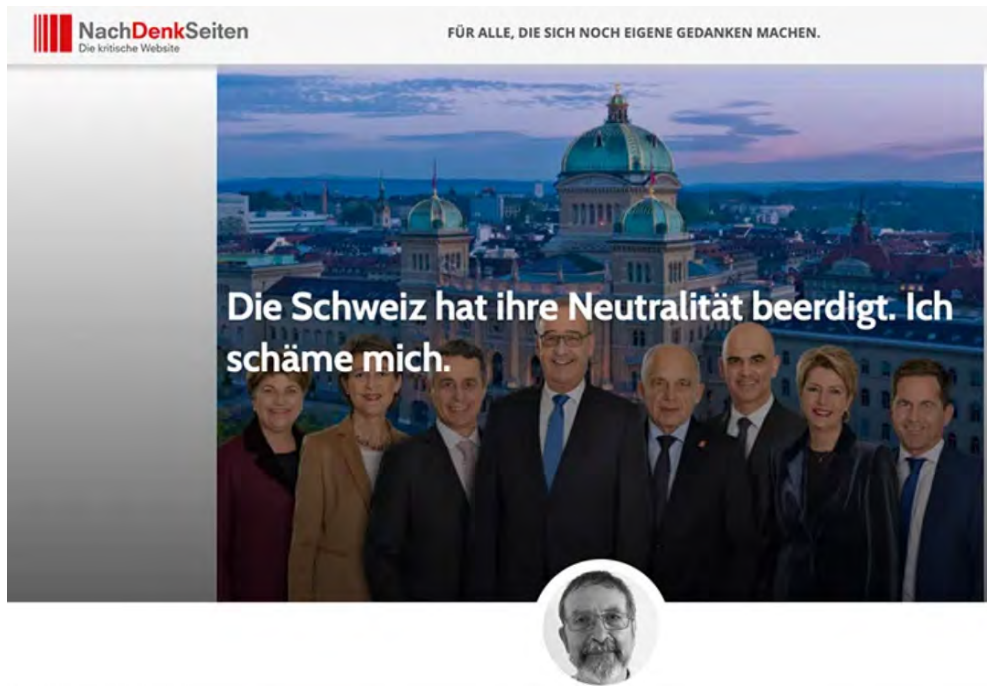 NachDenkSeiten
Die kritische Website
FÜR ALLE, DIE SICH NOCH EIGENE GEDANKEN MACHEN.
Die Schweiz hat ihre Neutralität beerdigt. Ich
schäme mich.